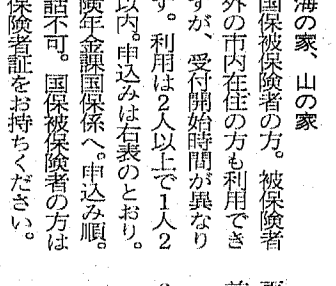 海の家、山の家
国保被保険者の方。被保険者
外の市内在住の方も利用でき
すが、受付開始時間が異なり
す。利用は2人以上で1人2
以内。申込みは右表のとおり。
険年金課国保係へ。申込み順。
話不可。国保被保険者の方は
保険者証をお持ちください。